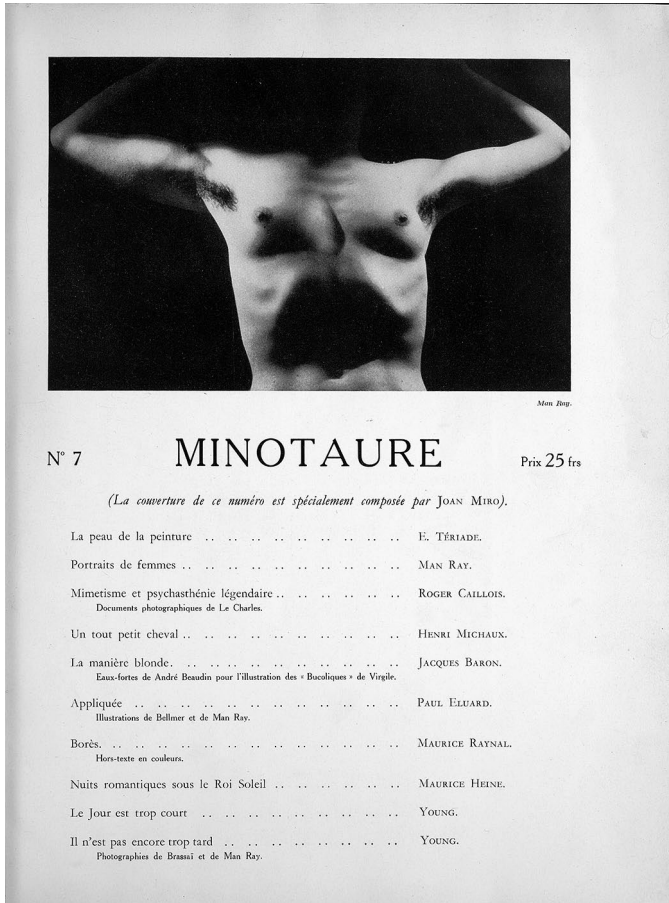 Man Ray.
N° 7 MINOTAURE Prix 25 frs
(La couverture de ce numéro est spécialement composée par JOAN MIRO).
La peau de la peinture .. .. .. .. .. .. .. .. .. E. TÉRIADE.
Portraits de femmes .. .. .. .. .. .. .. .. .. .. MAN RAY.
Mimetisme et psychasthénie légendaire .. .. .. .. .. .. ROGER CAILLOIS.
Documents photographiques de Le Charles.
Un tout petit cheval .. .. .. .. .. .. .. .. .. .. HENRI MICHAUX.
La manière blonde. .. .. .. .. .. .. .. .. .. .. JACQUES BARON.
Eaux-fortes de André Beaudin pour l'illustration des « Bucoliques » de Virgile.
Appliquée .. .. .. .. .. .. .. .. .. .. .. .. PAUL ELUARD.
Illustrations de Bellmer et de Man Ray.
Borès. .. .. .. .. .. .. .. .. .. .. .. .. .. MAURICE RAYNAL.
Hors-texte en couleurs.
Nuits romantiques sous le Roi Soleil .. .. .. .. .. .. MAURICE HEINE.
Le Jour est trop court .. .. .. .. .. .. .. .. .. YOUNG.
Il n'est pas encore trop tard .. .. .. .. .. .. .. .. YOUNG.
Photographies de Brassaï et de Man Ray.